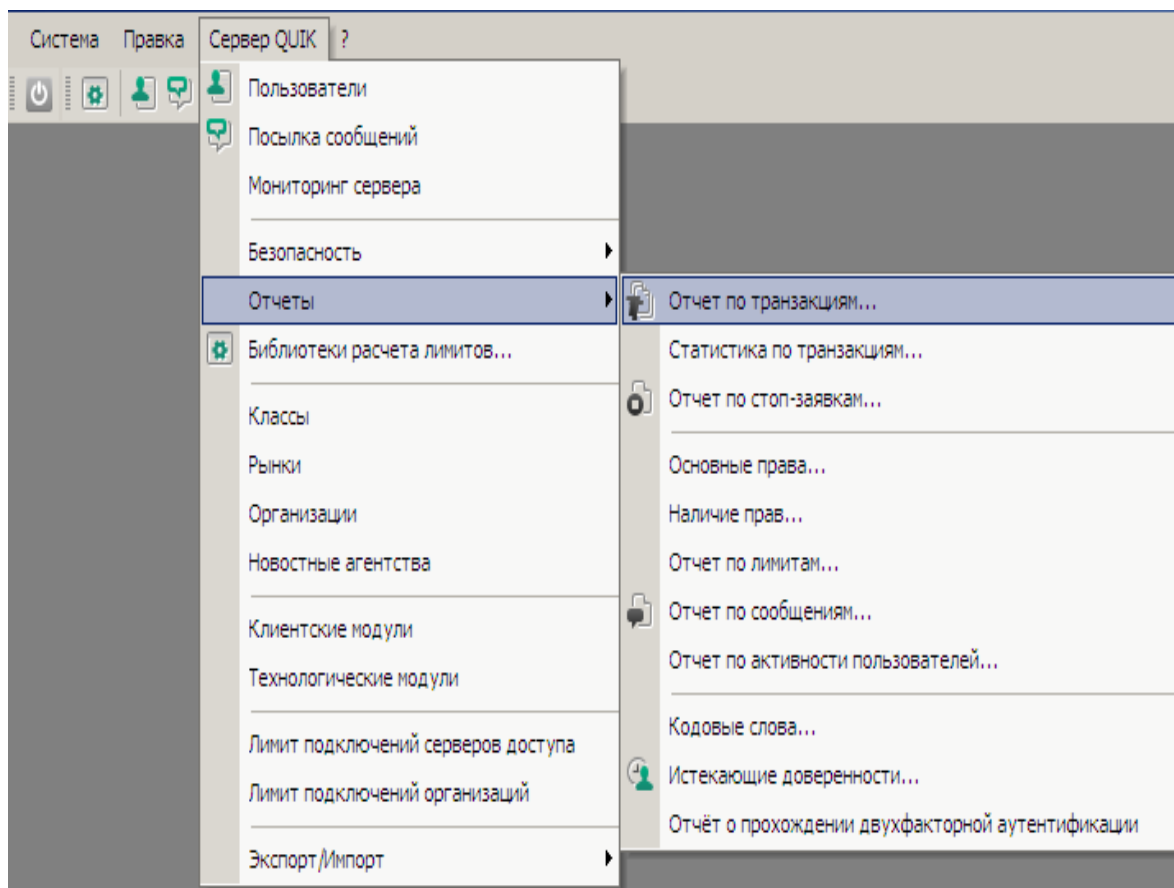 Система Правка Сервер QUIK ?
Пользователи
Посылка сообщений
Мониторинг сервера
Безопасность
Отчеты
Библиотеки расчета лимитов...
Классы
Рынки
Организации
Новостные агентства
Клиентские модули
Технологические модули
Лимит подключений серверов доступа
Лимит подключений организаций
Экспорт/Импорт
Отчет по транзакциям...
Статистика по транзакциям...
Отчет по стоп-заявкам...
Основные права...
Наличие прав...
Отчет по лимитам...
Отчет по сообщениям...
Отчет по активности пользователей...
Кодовые слова...
Истекающие доверенности...
Отчёт о прохождении двухфакторной аутентификации